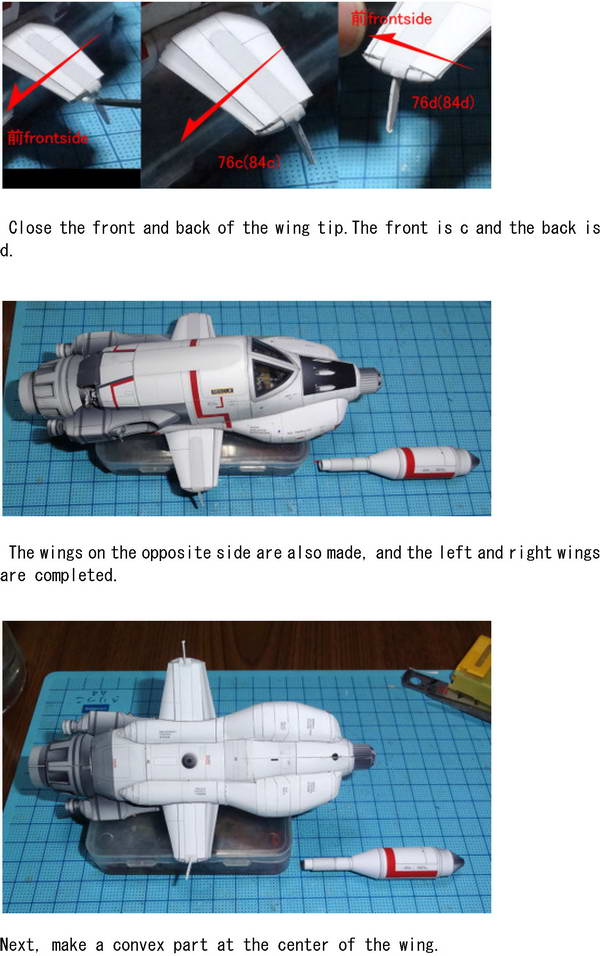 前frontside
前frontside
76c(84c)
76d(84d)
Close the front and back of the wing tip.The front is c and the back is
d.
The wings on the opposite side are also made, and the left and right wings
are completed.
A4
Next, make a convex part at the center of the wing.